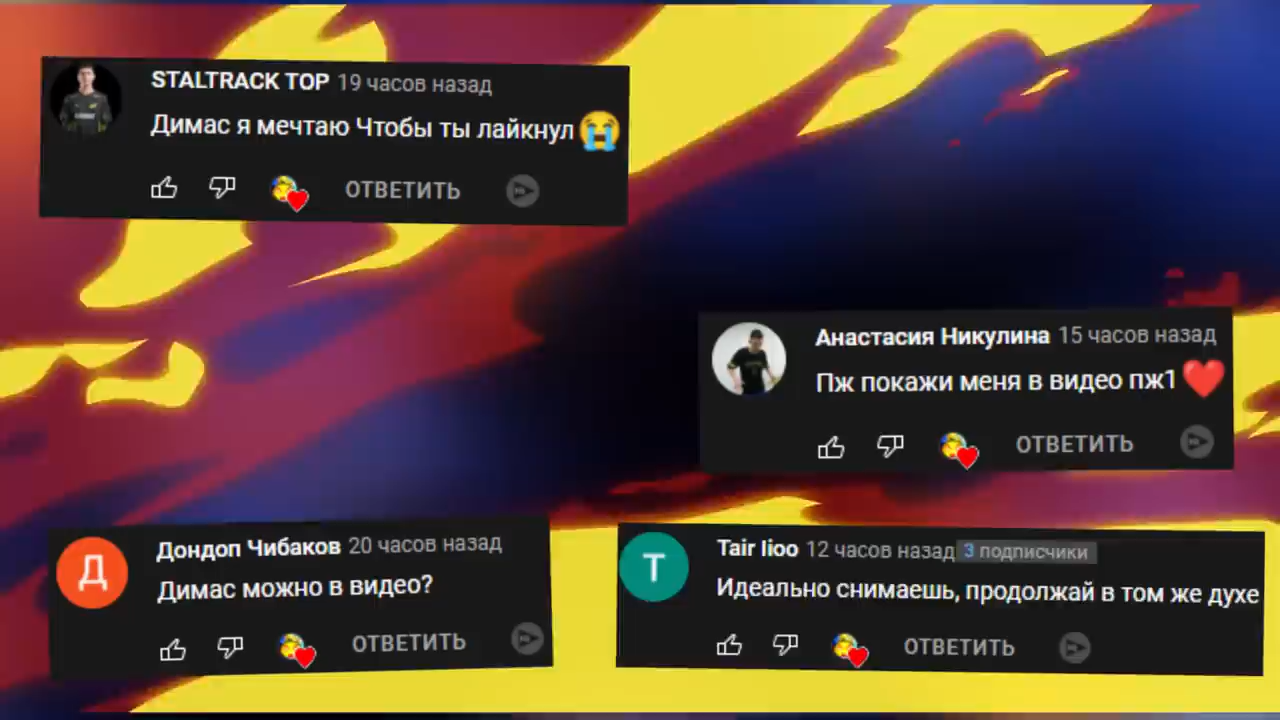 STALTRACK TOP 19 часов назад
Димас я мечтаю Чтобы ты лайкнул😭
ОТВЕТИТЬ
Анастасия Никулина 15 часов назад
Пж покажи меня в видео пж1❤️
ОТВЕТИТЬ
Д
Дондоп Чибаков 20 часов назад
Димас можно в видео?
ОТВЕТИТЬ
T
Tair lioo 12 часов назад 3 подписчики
Идеально снимаешь, продолжай в том же духе
ОТВЕТИТЬ